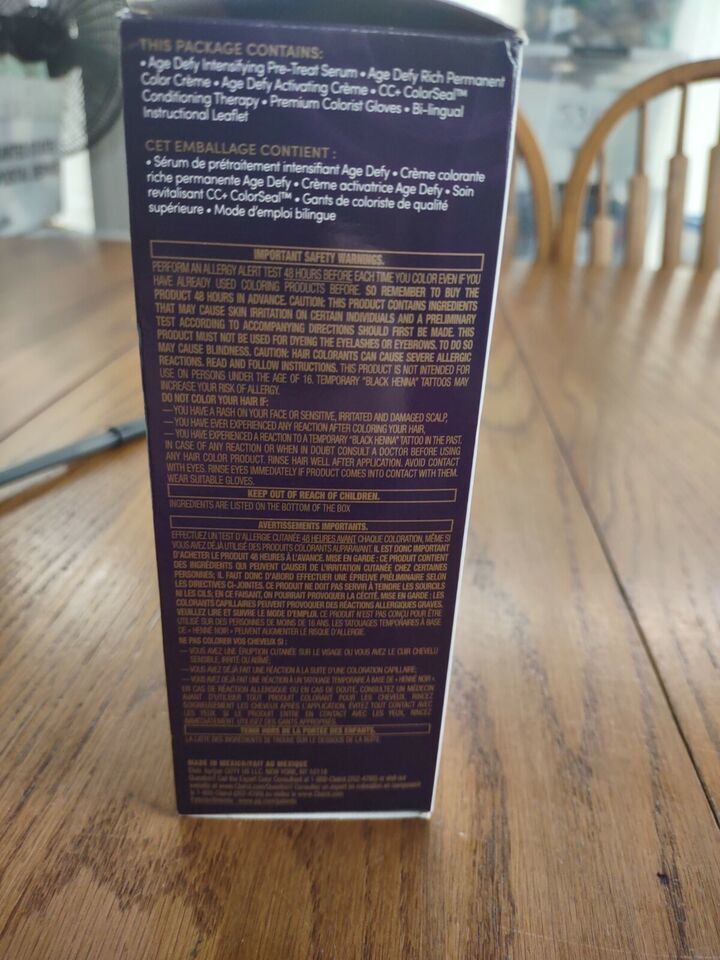 THIS PACKAGE CONTAINS:
• Age Defy Intensifying Pre-Treat Serum • Age Defy Rich Permanent
Color Crème • Age Defy Activating Crème • CC+ ColorSeal™
Conditioning Therapy • Premium Colorist Gloves • Bi-lingual
Instructional Leaflet
CET EMBALLAGE CONTIENT :
• Sérum de prétraitement intensifiant Age Defy • Crème colorante
riche permanente Age Defy • Crème activatrice Age Defy • Soin
revitalisant CC+ ColorSeal™ • Gants de coloriste de qualité
supérieure • Mode d'emploi bilingue
IMPORTANT SAFETY WARNINGS.
PERFORM AN ALLERGY ALERT TEST 48 HOURS BEFORE EACH TIME YOU COLOR EVEN IF YOU
HAVE ALREADY USED COLORING PRODUCTS BEFORE. SO REMEMBER TO BUY THE
PRODUCT 48 HOURS IN ADVANCE. CAUTION: THIS PRODUCT CONTAINS INGREDIENTS
THAT MAY CAUSE SKIN IRRITATION ON CERTAIN INDIVIDUALS AND A PRELIMINARY
TEST ACCORDING TO ACCOMPANYING DIRECTIONS SHOULD FIRST BE MADE. THIS
PRODUCT MUST NOT BE USED FOR DYEING THE EYELASHES OR EYEBROWS. TO DO SO
MAY CAUSE BLINDNESS. CAUTION: HAIR COLORANTS CAN CAUSE SEVERE ALLERGIC
REACTIONS. READ AND FOLLOW INSTRUCTIONS. THIS PRODUCT IS NOT INTENDED FOR
USE ON PERSONS UNDER THE AGE OF 16. TEMPORARY "BLACK HENNA" TATTOOS MAY
INCREASE YOUR RISK OF ALLERGY.
DO NOT COLOR YOUR HAIR IF:
— YOU HAVE A RASH ON YOUR FACE OR SENSITIVE, IRRITATED AND DAMAGED SCALP,
— YOU HAVE EVER EXPERIENCED ANY REACTION AFTER COLORING YOUR HAIR,
— YOU HAVE EXPERIENCED A REACTION TO A TEMPORARY "BLACK HENNA" TATTOO IN THE PAST.
IN CASE OF ANY REACTION OR WHEN IN DOUBT CONSULT A DOCTOR BEFORE USING
ANY HAIR COLOR PRODUCT. RINSE HAIR WELL AFTER APPLICATION. AVOID CONTACT
WITH EYES. RINSE EYES IMMEDIATELY IF PRODUCT COMES INTO CONTACT WITH THEM.
WEAR SUITABLE GLOVES.
KEEP OUT OF REACH OF CHILDREN.
INGREDIENTS ARE LISTED ON THE BOTTOM OF THE BOX
AVERTISSEMENTS IMPORTANTS.
EFFECTUEZ UN TEST D'ALLERGIE CUTANÉE 48 HEURES AVANT CHAQUE COLORATION, MÊME SI
VOUS AVEZ DÉJÀ UTILISÉ DES PRODUITS COLORANTS AUPARAVANT. IL EST DONC IMPORTANT
D'ACHETER LE PRODUIT 48 HEURES À L'AVANCE. MISE EN GARDE : CE PRODUIT CONTIENT
DES INGRÉDIENTS QUI PEUVENT CAUSER DE L'IRRITATION CUTANÉE CHEZ CERTAINES
PERSONNES; IL FAUT DONC D'ABORD EFFECTUER UNE ÉPREUVE PRÉLIMINAIRE SELON
LES DIRECTIVES CI-JOINTES. CE PRODUIT NE DOIT PAS SERVIR À TEINDRE LES SOURCILS
NI LES CILS; EN CE FAISANT, ON POURRAIT PROVOQUER LA CÉCITÉ. MISE EN GARDE : LES
COLORANTS CAPILLAIRES PEUVENT PROVOQUER DES RÉACTIONS ALLERGIQUES GRAVES.
VEUILLEZ LIRE ET SUIVRE LE MODE D'EMPLOI. CE PRODUIT N'EST PAS CONÇU POUR ÊTRE
UTILISÉ SUR DES PERSONNES DE MOINS DE 16 ANS. LES TATOUAGES TEMPORAIRES À BASE
DE « HENNÉ NOIR » PEUVENT AUGMENTER LE RISQUE D'ALLERGIE.
NE PAS COLORER VOS CHEVEUX SI :
— VOUS AVEZ UNE ÉRUPTION CUTANÉE SUR LE VISAGE OU VOUS AVEZ LE CUIR CHEVELU
SENSIBLE, IRRITÉ OU ABÎMÉ;
— VOUS AVEZ DÉJÀ FAIT UNE RÉACTION À LA SUITE D'UNE COLORATION CAPILLAIRE;
— VOUS AVEZ DÉJÀ FAIT UNE RÉACTION À UN TATOUAGE TEMPORAIRE À BASE DE « HENNÉ NOIR ».
EN CAS DE RÉACTION ALLERGIQUE OU EN CAS DE DOUTE, CONSULTEZ UN MÉDECIN
AVANT D'UTILISER TOUT PRODUIT COLORANT POUR LES CHEVEUX. RINCEZ
SOIGNEUSEMENT LES CHEVEUX APRÈS L'APPLICATION. ÉVITEZ TOUT CONTACT AVEC
LES YEUX. SI LE PRODUIT ENTRE EN CONTACT AVEC LES YEUX, RINCEZ
IMMÉDIATEMENT. UTILISEZ DES GANTS APPROPRIÉS.
TENIR HORS DE LA PORTÉE DES ENFANTS.
LA LISTE DES INGRÉDIENTS SE TROUVE SUR LE DESSOUS DE LA BOÎTE.
MADE IN MEXICO/FAIT AU MEXIQUE
COTY US LLC, NEW YORK, NY 10118
Questions? Call the Expert Color Consultant at 1-800-Clairol (252-4765) or visit our
website at www.Clairol.com